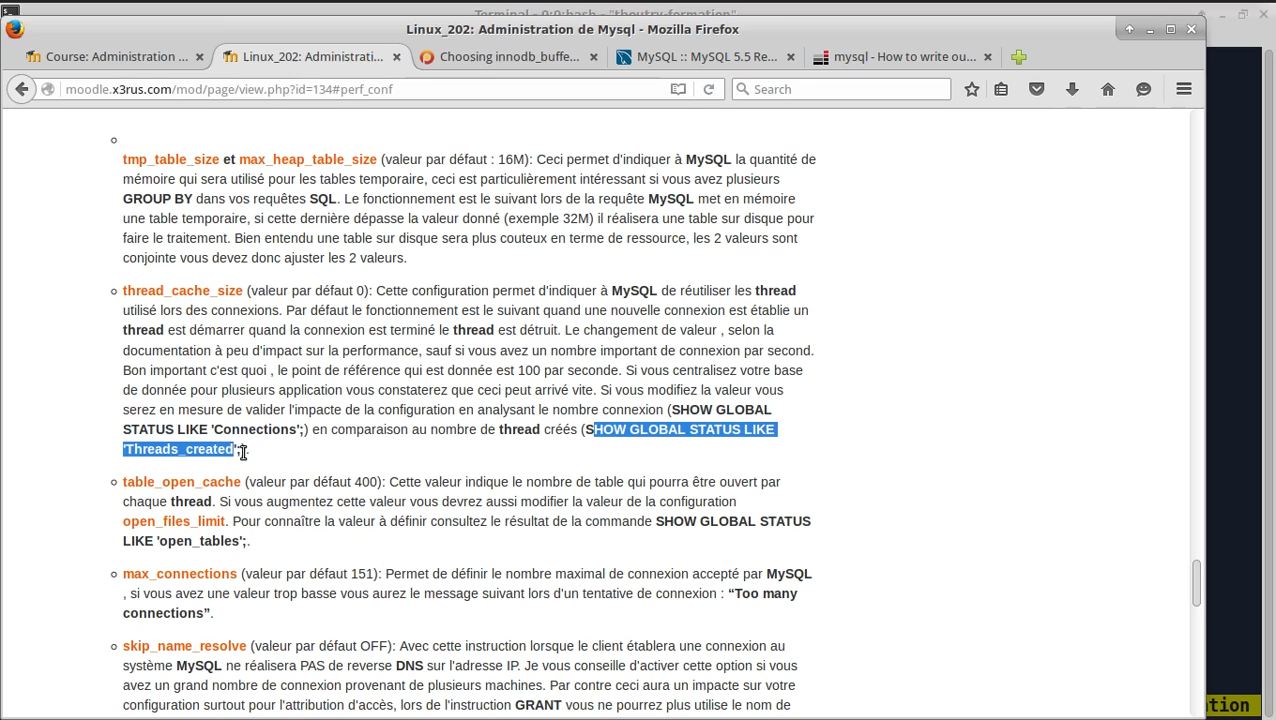 Terminal - 0:0:bash - "thoutry-formation"
Linux_202: Administration de Mysql - Mozilla Firefox
Course: Administration ...
Linux_202: Administrati...
Choosing innodb_buffe...
MySQL :: MySQL 5.5 Re...
mysql - How to write ou...
moodle.x3rus.com/mod/page/view.php?id=134#perf_conf
Search
tmp_table_size et max_heap_table_size (valeur par défaut : 16M): Ceci permet d'indiquer à MySQL la quantité de
mémoire qui sera utilisé pour les tables temporaire, ceci est particulièrement intéressant si vous avez plusieurs
GROUP BY dans vos requêtes SQL. Le fonctionnement est le suivant lors de la requête MySQL met en mémoire
une table temporaire, si cette dernière dépasse la valeur donné (exemple 32M) il réalisera une table sur disque pour
faire le traitement. Bien entendu une table sur disque sera plus couteux en terme de ressource, les 2 valeurs sont
conjointe vous devez donc ajuster les 2 valeurs.
thread_cache_size (valeur par défaut 0): Cette configuration permet d'indiquer à MySQL de réutiliser les thread
utilisé lors des connexions. Par défaut le fonctionnement est le suivant quand une nouvelle connexion est établie un
thread est démarrer quand la connexion est terminé le thread est détruit. Le changement de valeur , selon la
documentation à peu d'impact sur la performance, sauf si vous avez un nombre important de connexion par second.
Bon important c'est quoi , le point de référence qui est donnée est 100 par seconde. Si vous centralisez votre base
de donnée pour plusieurs application vous constaterez que ceci peut arrivé vite. Si vous modifiez la valeur vous
serez en mesure de valider l'impacte de la configuration en analysant le nombre connexion (SHOW GLOBAL
STATUS LIKE 'Connections';) en comparaison au nombre de thread créés (SHOW GLOBAL STATUS LIKE
'Threads_created';
table_open_cache (valeur par défaut 400): Cette valeur indique le nombre de table qui pourra être ouvert par
chaque thread. Si vous augmentez cette valeur vous devrez aussi modifier la valeur de la configuration
open_files_limit. Pour connaître la valeur à définir consultez le résultat de la commande SHOW GLOBAL STATUS
LIKE 'open_tables';.
max_connections (valeur par défaut 151): Permet de définir le nombre maximal de connexion accepté par MySQL
, si vous avez une valeur trop basse vous aurez le message suivant lors d'un tentative de connexion : “Too many
connections”.
skip_name_resolve (valeur par défaut OFF): Avec cette instruction lorsque le client établera une connexion au
système MySQL ne réalisera PAS de reverse DNS sur l'adresse IP. Je vous conseille d'activer cette option si vous
avez un grand nombre de connexion provenant de plusieurs machines. Par contre ceci aura un impacte sur votre
configuration surtout pour l'attribution d'accès, lors de l'instruction GRANT vous ne pourrez plus utilise le nom de
tion